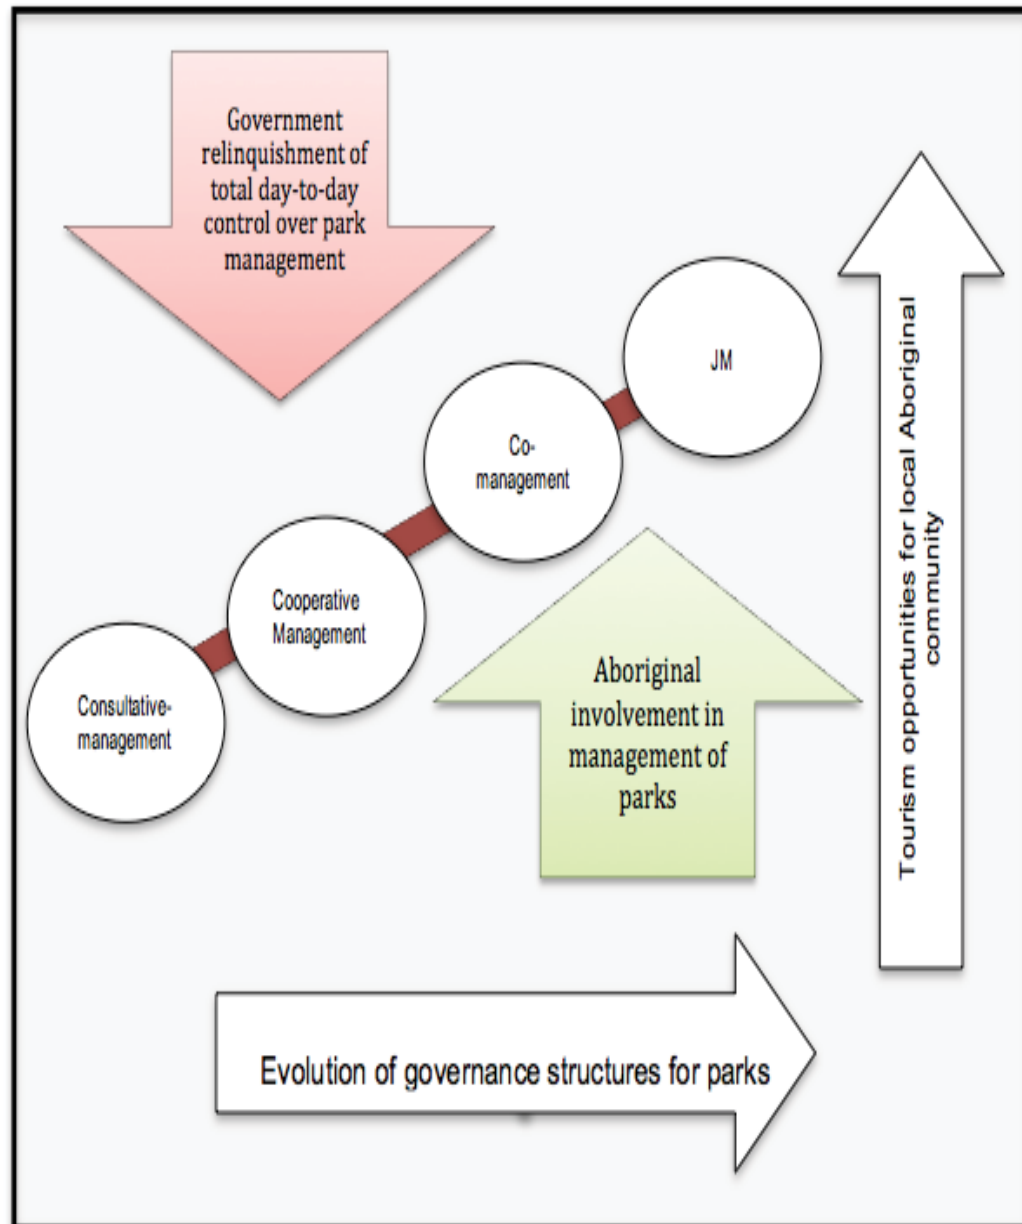 Government
relinquishment of
total day-to-day
control over park
management
JM
Co-
management
Cooperative
Management
Consultative-
management
Aboriginal
involvement in
management of
parks
Tourism opportunities for local Aboriginal
community
Evolution of governance structures for parks